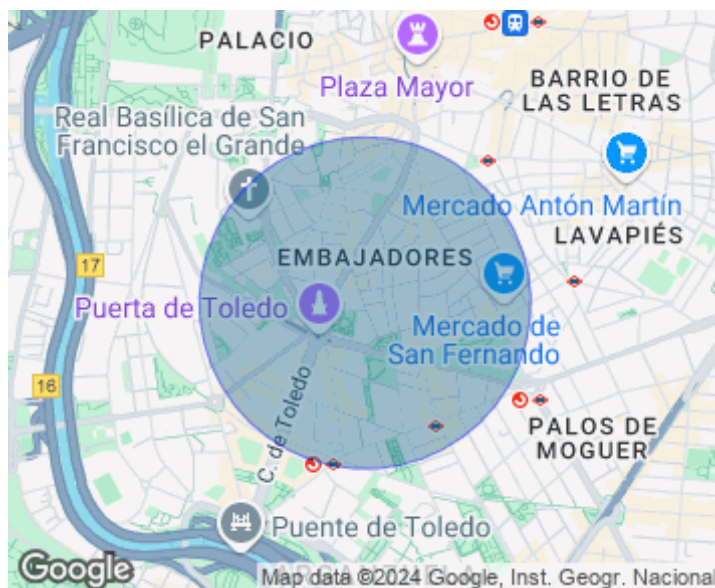 PALACIO
Plaza Mayor
BARRIO DE
LAS LETRAS
Real Basílica de San
Francisco el Grande
Mercado Antón Martín
LAVAPIÉS
EMBAJADORES
17
Puerta de Toledo
Mercado de
San Fernando
16
C. de Toledo
PALOS DE
MOGUER
Puente de Toledo
ARGANZUELA
Google
Map data ©2024 Google, Inst. Geogr. Nacional